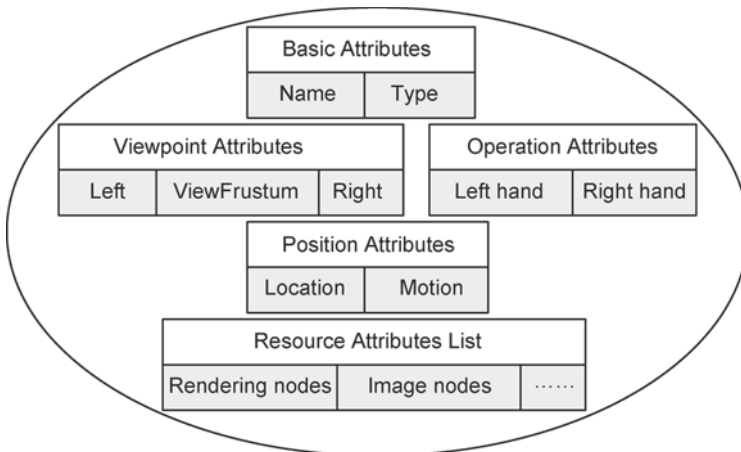 Basic Attributes
Name Type
Viewpoint Attributes
Left ViewFrustum Right
Operation Attributes
Left hand Right hand
Position Attributes
Location Motion
Resource Attributes List
Rendering nodes Image nodes ⋯⋯